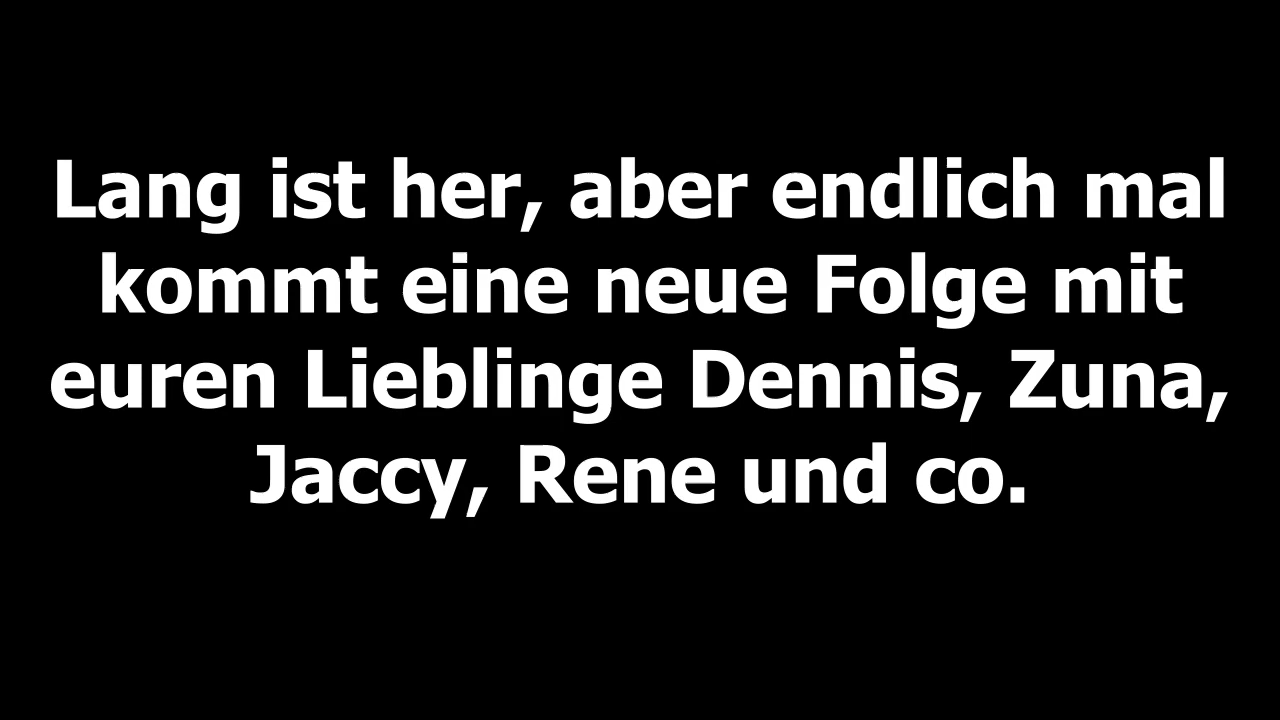 Lang ist her, aber endlich mal
kommt eine neue Folge mit
euren Lieblinge Dennis, Zuna,
Jaccy, Rene und co.